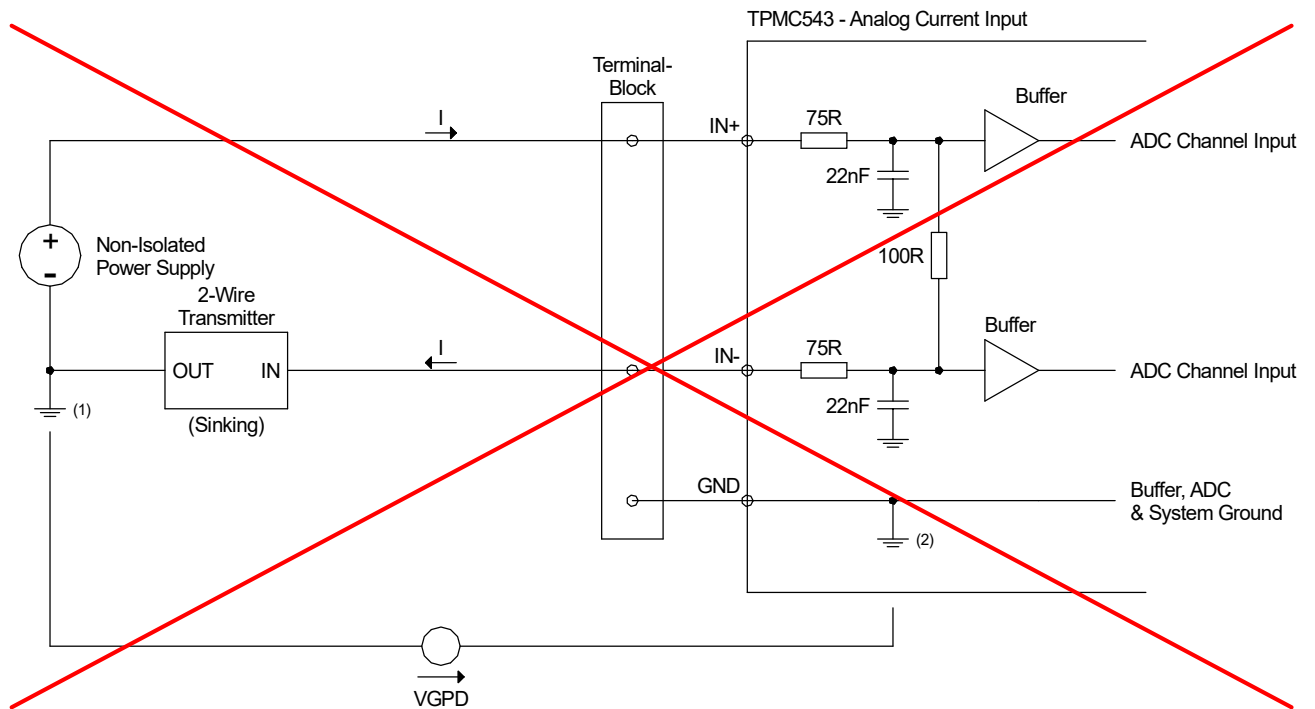 TPMC543 - Analog Current Input
Terminal-
Block
Buffer
I
IN+
75R
ADC Channel Input
22nF
+
-
Non-Isolated
Power Supply
100R
2-Wire
Transmitter
Buffer
I
IN-
75R
OUT
IN
ADC Channel Input
(1)
22nF
(Sinking)
GND
Buffer, ADC
& System Ground
(2)
VGPD